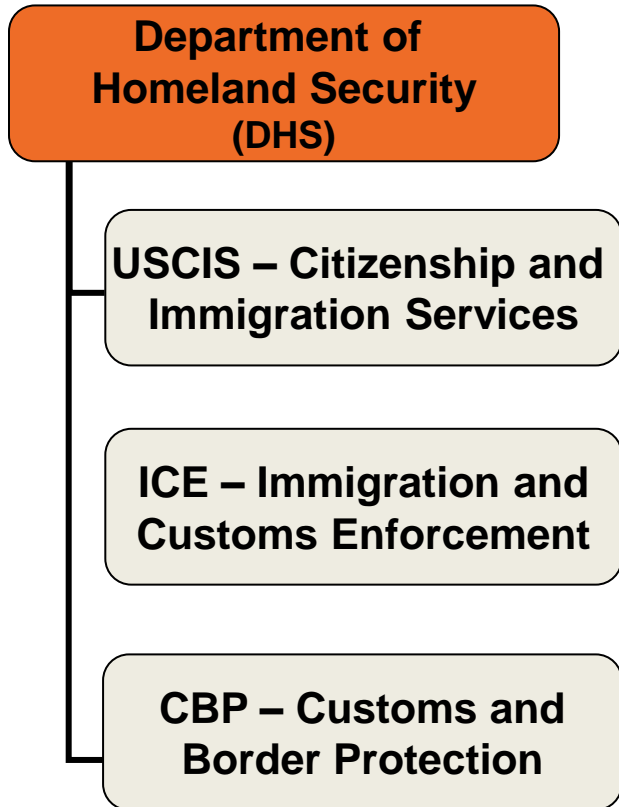 Department of
Homeland Security
(DHS)
USCIS – Citizenship and
Immigration Services
ICE – Immigration and
Customs Enforcement
CBP – Customs and
Border Protection